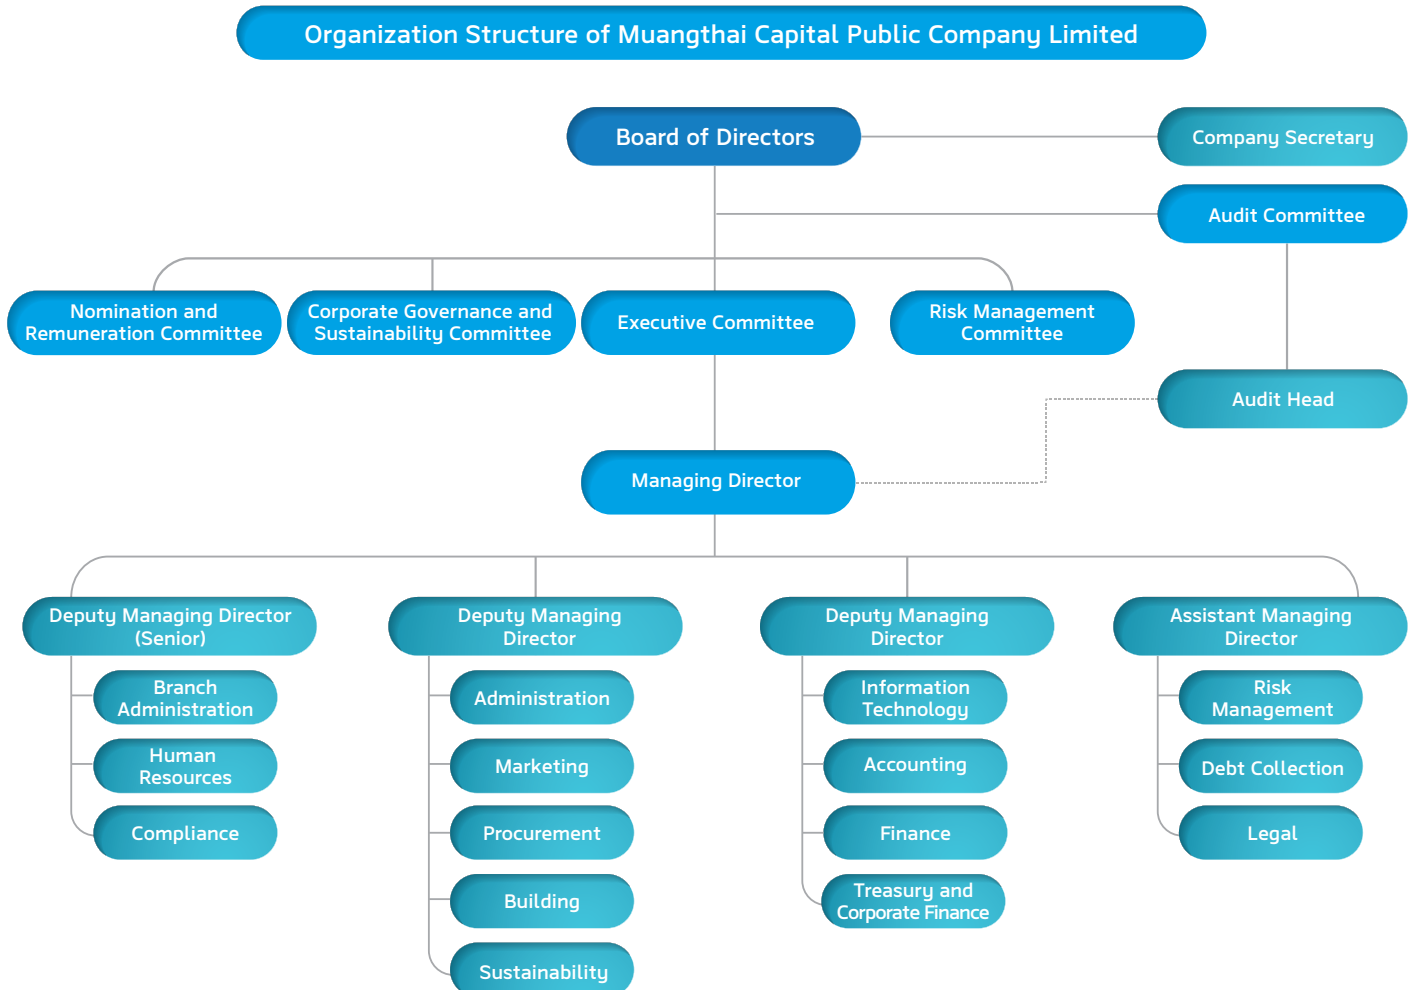 Organization Structure of Muangthai Capital Public Company Limited
Board of Directors
Company Secretary
Audit Committee
Nomination and
Remuneration Committee
Corporate Governance and
Sustainability Committee
Executive Committee
Risk Management
Committee
Audit Head
Managing Director
Deputy Managing Director
(Senior)
Branch
Administration
Human
Resources
Compliance
Deputy Managing
Director
Administration
Marketing
Procurement
Building
Sustainability
Deputy Managing
Director
Information
Technology
Accounting
Finance
Treasury and
Corporate Finance
Assistant Managing
Director
Risk
Management
Debt Collection
Legal